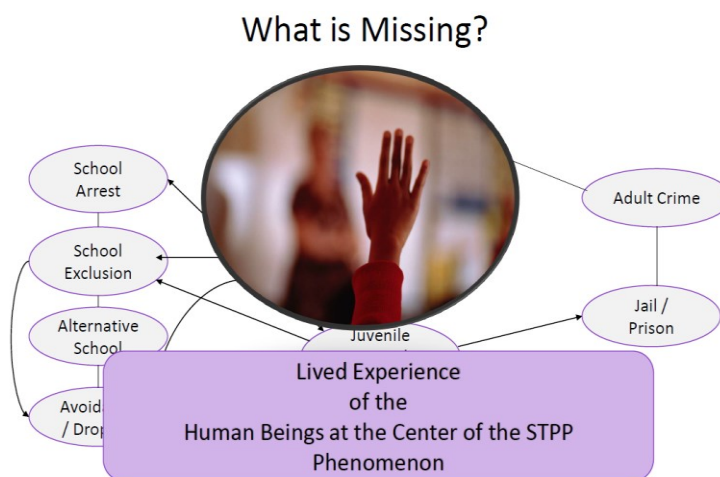 What is Missing?
School
Arrest
Adult Crime
School
Exclusion
Jail /
Prison
Alternative
School
Juvenile
Lived Experience
of the
Human Beings at the Center of the STPP
Phenomenon
/